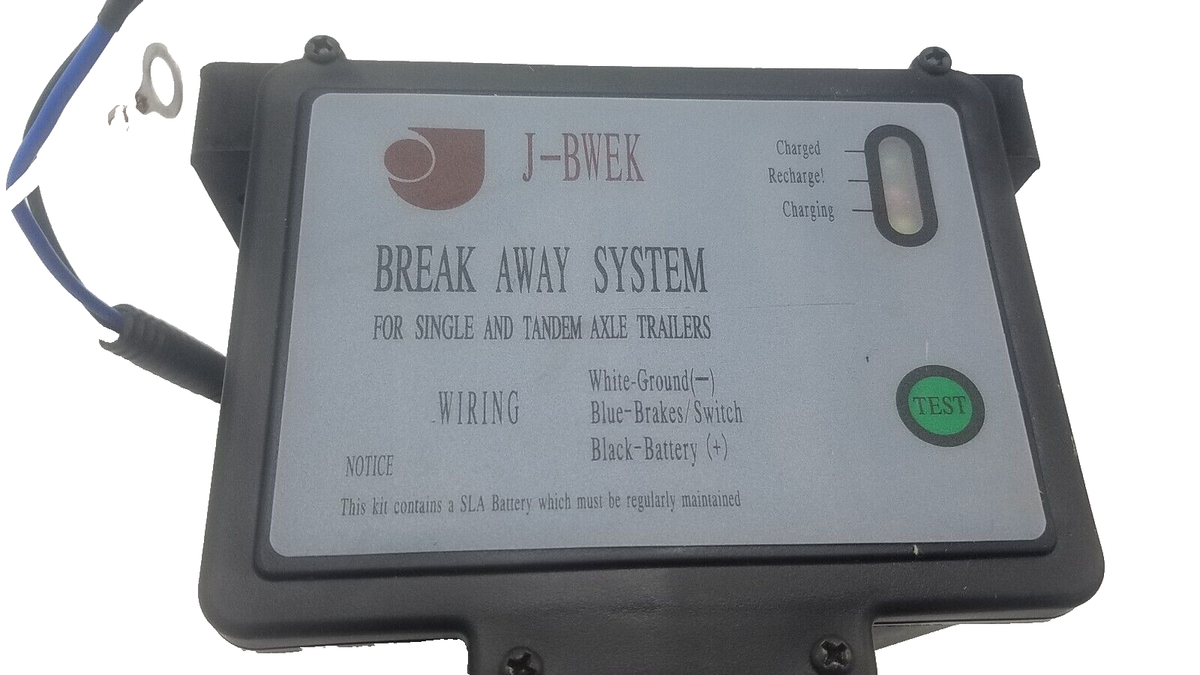 J-BWEK
Charged
Recharge!
Charging
BREAK AWAY SYSTEM
FOR SINGLE AND TANDEM AXLE TRAILERS
WIRING
White-Ground(-)
Blue-Brakes/Switch
Black-Battery (+)
TEST
NOTICE
This kit contains a SLA Battery which must be regularly maintained